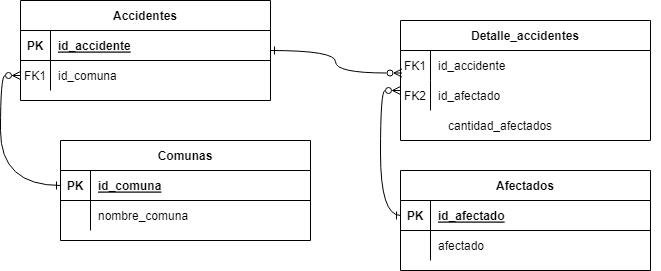 Accidentes
PK id_accidente
FK1 id_comuna
Detalle_accidentes
FK1 id_accidente
FK2 id_afectado
cantidad_afectados
Comunas
PK id_comuna
nombre_comuna
Afectados
PK id_afectado
afectado